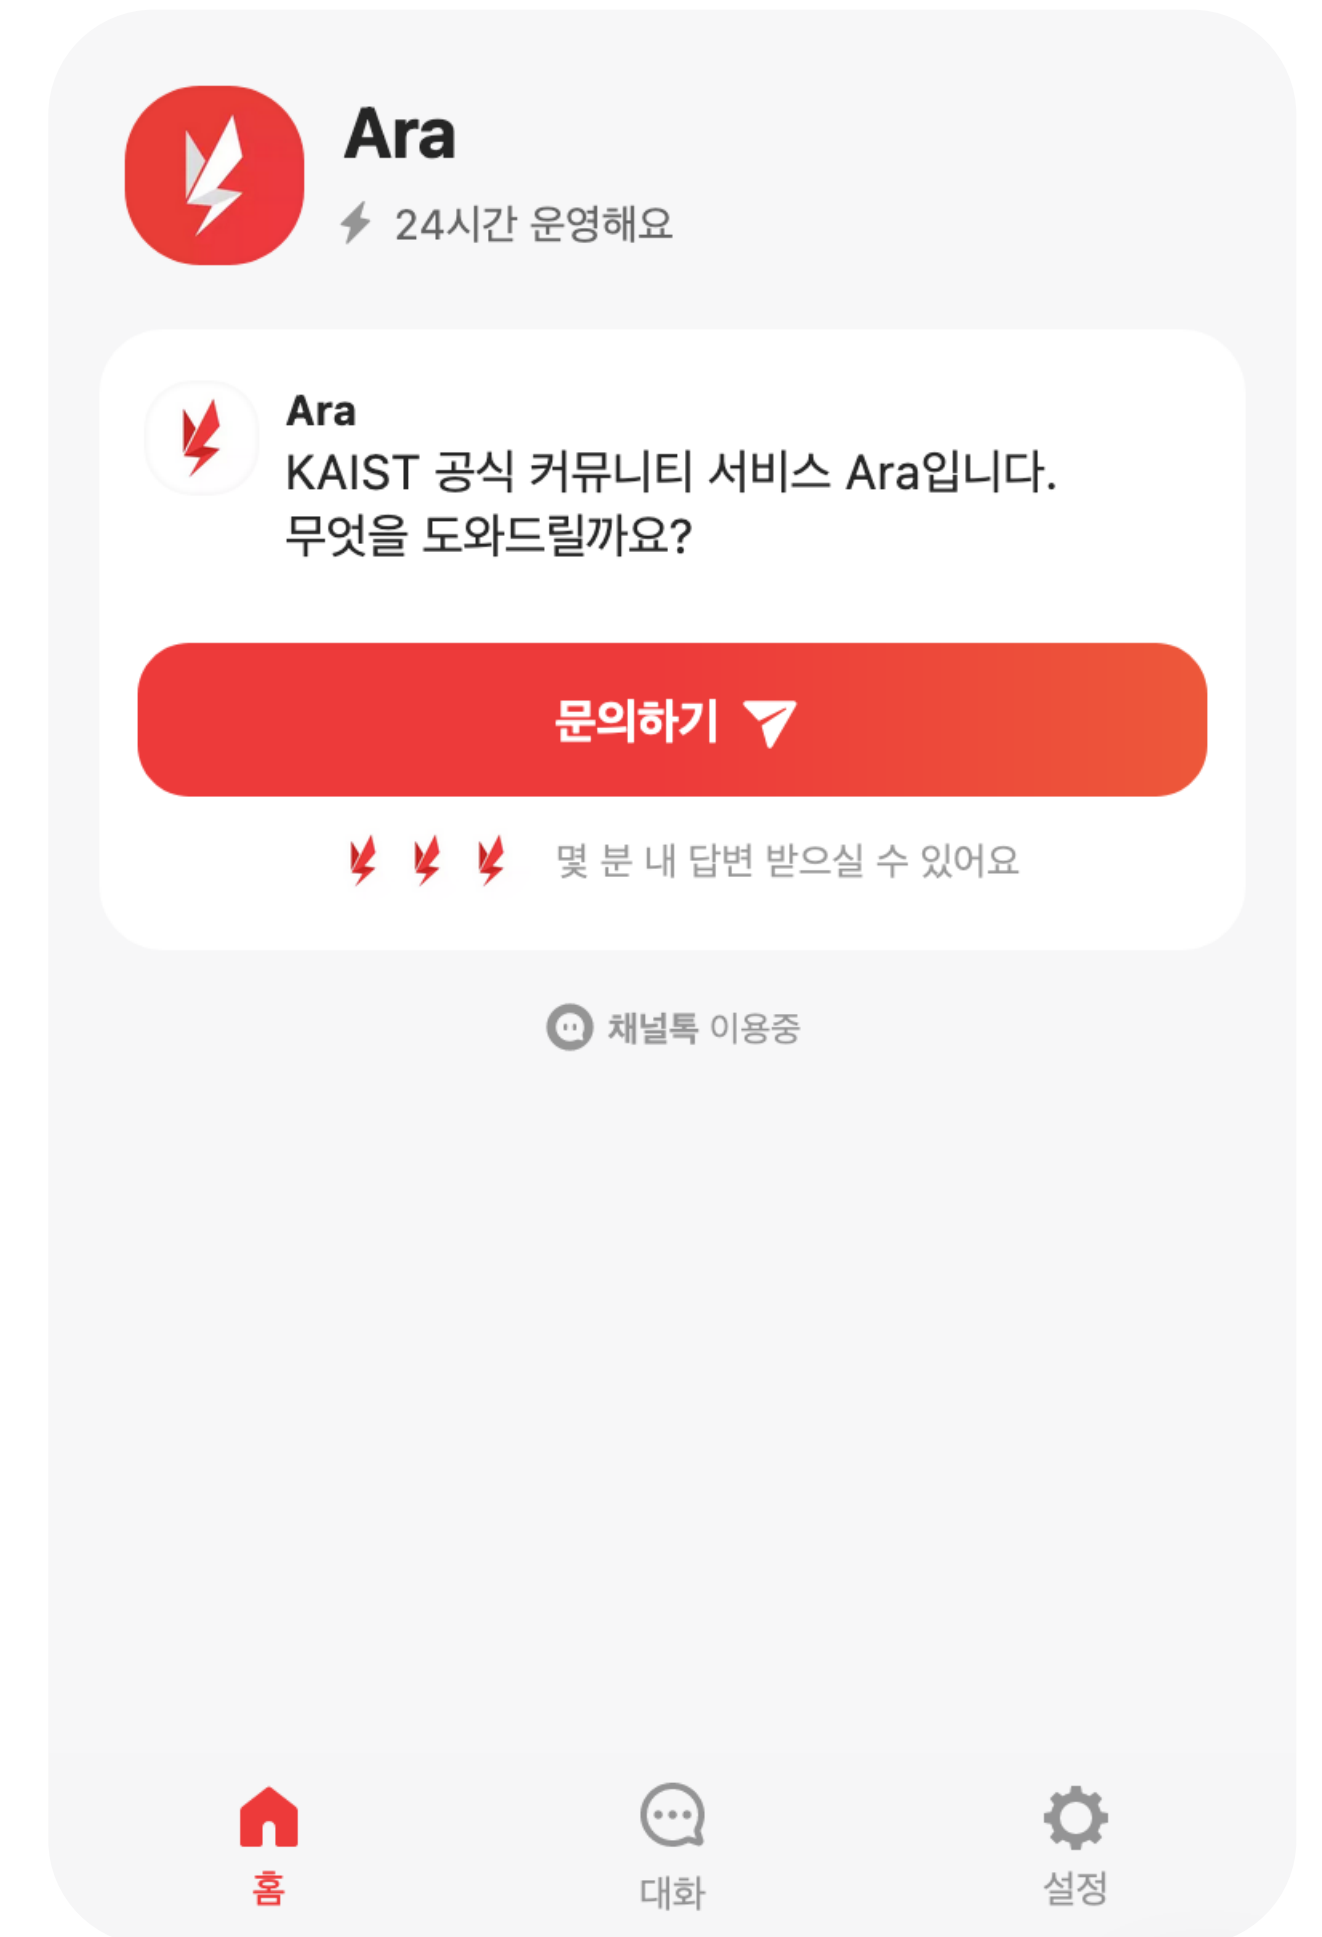 Ara
24시간 운영해요
Ara
KAIST 공식 커뮤니티 서비스 Ara입니다.
무엇을 도와드릴까요?
문의하기
몇 분 내 답변 받으실 수 있어요
채널톡 이용중
홈
대화
설정